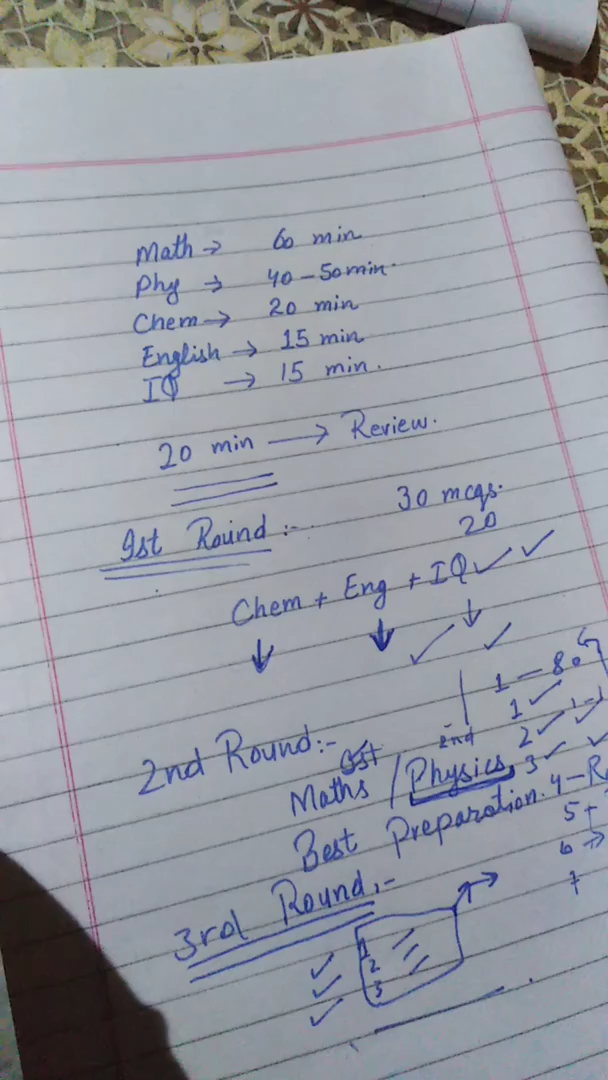 Math → 60 min
Phy → 40-50min.
Chem → 20 min
English → 15 min
IQ → 15 min.
20 min → Review.
1st Round :-
30 mcqs.
20
Chem + Eng + IQ ✓ ✓
↓ ↓ ↓
✓ ✓
2nd Round:-
1st 2nd
Maths / Physics
Best Preparation.
1 - 80
1 ✓
2 ✓
3 ✓ ✓
4 -
5 -
6 →
7
3rd Round.-
✓ 1
✓ 2
✓ 3